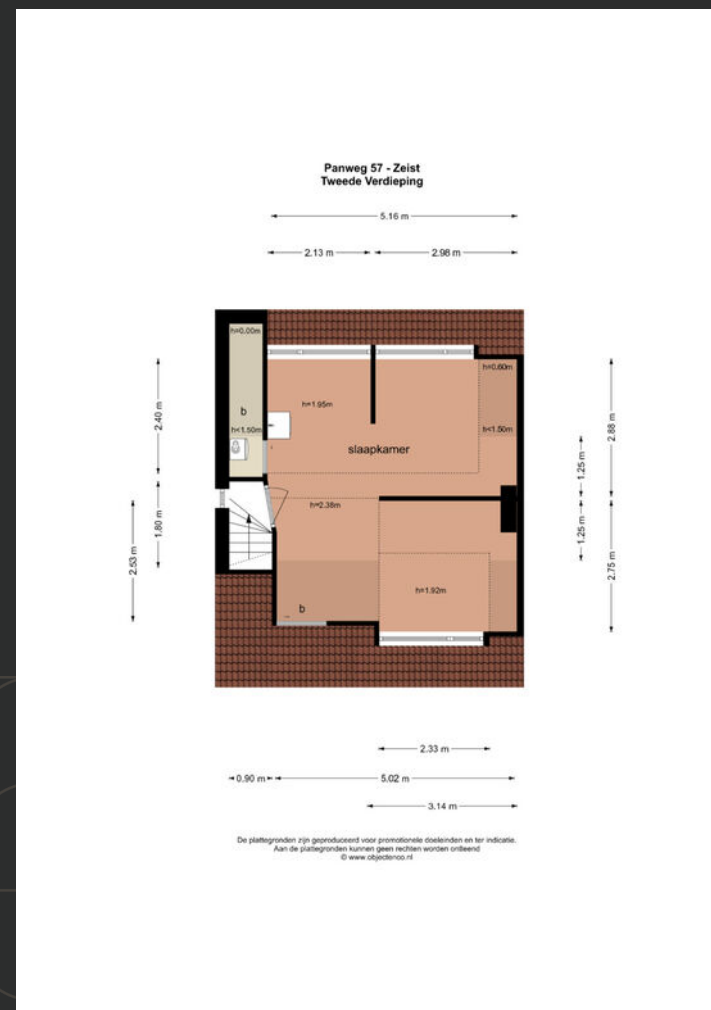 Panweg 57 - Zeist
Tweede Verdieping
5.16 m
2.13 m
2.98 m
h=0.00m
h=0.60m
h=1.95m
b
h<1.50m
h<1.50m
slaapkamer
2.40 m
2.88 m
1.25 m
h=2.38m
1.80 m
1.25 m
2.53 m
2.75 m
h=1.92m
b
2.33 m
0.90 m
5.02 m
3.14 m
De plattegronden zijn geproduceerd voor promotionele doeleinden en ter indicatie.
Aan de plattegronden kunnen geen rechten worden ontleend
© www.objectenco.nl